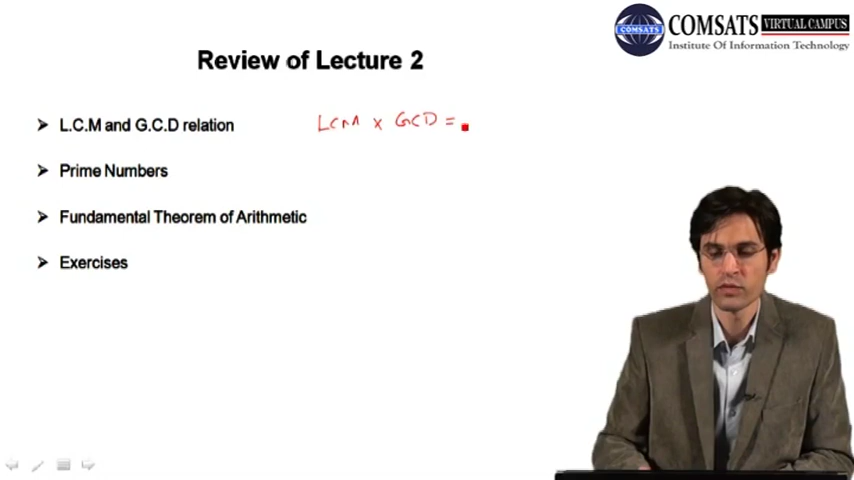 COMSATS VIRTUAL CAMPUS
Institute Of Information Technology
COMSATS
Review of Lecture 2
L.C.M and G.C.D relation
LCM × GCD =
Prime Numbers
Fundamental Theorem of Arithmetic
Exercises